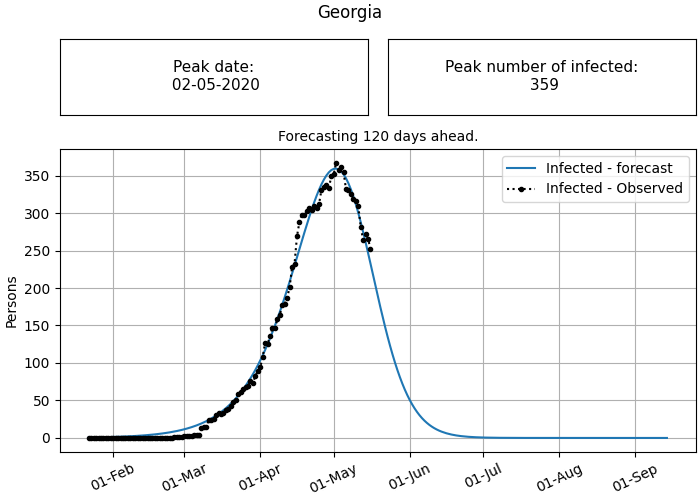 Georgia
Peak date:
02-05-2020
Peak number of infected:
359
Forecasting 120 days ahead.
Infected - forecast
Infected - Observed
Persons
350
300
250
200
150
100
50
0
01-Feb
01-Mar
01-Apr
01-May
01-Jun
01-Jul
01-Aug
01-Sep